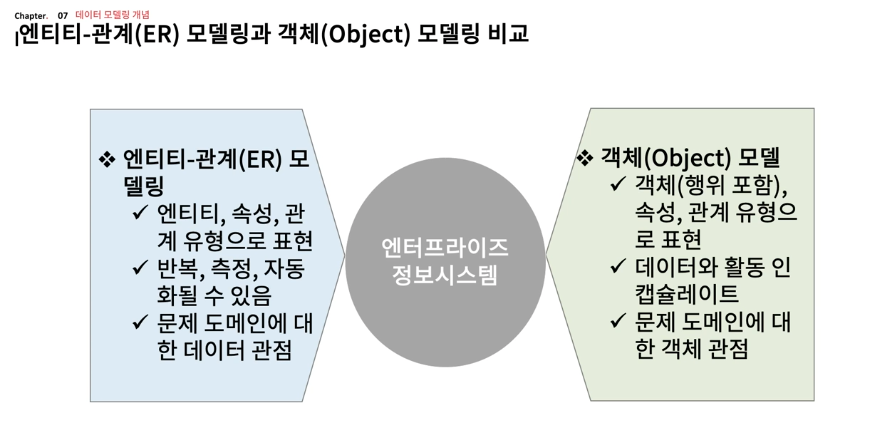 Chapter. 07 데이터 모델링 개념
엔티티-관계(ER) 모델링과 객체(Object) 모델링 비교
❖ 엔티티-관계(ER) 모
델링
✓ 엔티티, 속성, 관
계 유형으로 표현
✓ 반복, 측정, 자동
화될 수 있음
✓ 문제 도메인에 대
한 데이터 관점
엔터프라이즈
정보시스템
❖ 객체(Object) 모델
✓ 객체(행위 포함),
속성, 관계 유형으
로 표현
✓ 데이터와 활동 인
캡슐레이트
✓ 문제 도메인에 대
한 객체 관점